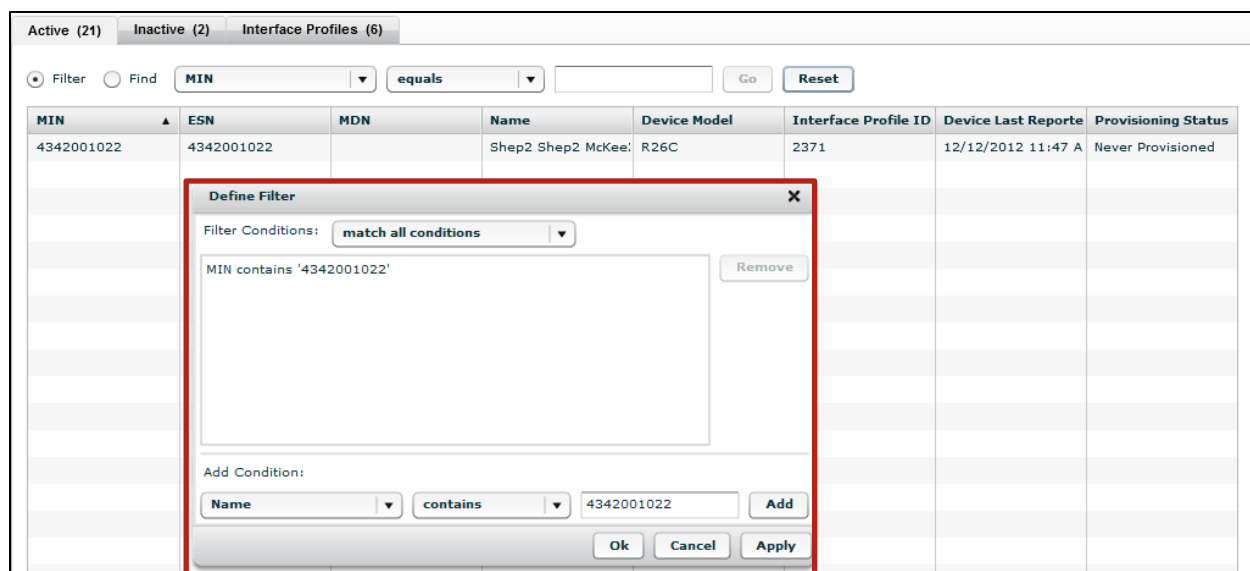 Active (21) Inactive (2) Interface Profiles (6)
Filter Find MIN equals Go Reset
MIN ESN MDN Name Device Model Interface Profile ID Device Last Reporte Provisioning Status
4342001022 4342001022 Shep2 Shep2 McKee R26C 2371 12/12/2012 11:47 A Never Provisioned
Define Filter
Filter Conditions: match all conditions
MIN contains '4342001022'
Remove
Add Condition:
Name contains 4342001022 Add
Ok Cancel Apply